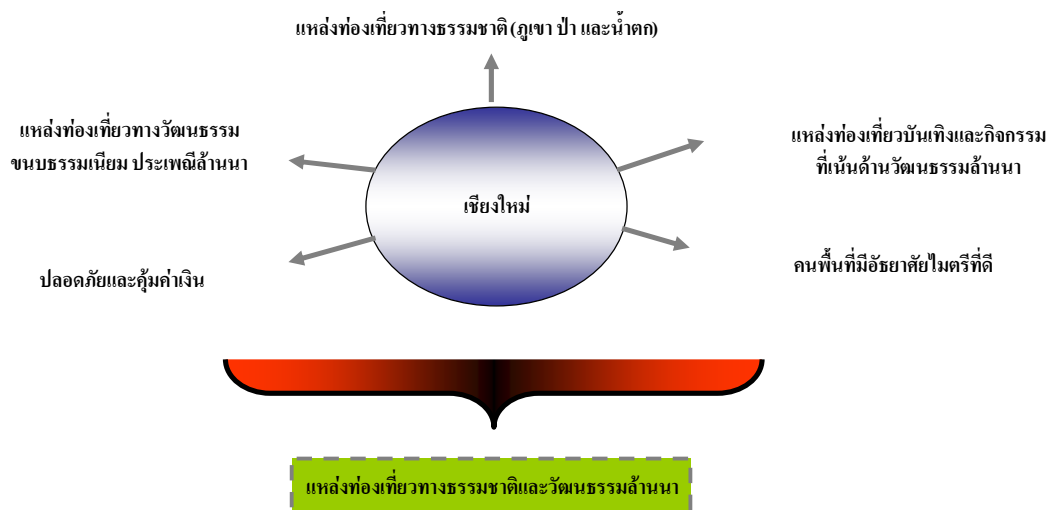 แหล่งท่องเที่ยวทางธรรมชาติ (ภูเขา ป่า และน้ำตก)
แหล่งท่องเที่ยวทางวัฒนธรรม
ขนบธรรมเนียม ประเพณีล้านนา
แหล่งท่องเที่ยวบันเทิงและกิจกรรม
ที่เน้นด้านวัฒนธรรมล้านนา
เชียงใหม่
ปลอดภัยและคุ้มค่าเงิน
คนพื้นที่มีอัธยาศัยไมตรีที่ดี
แหล่งท่องเที่ยวทางธรรมชาติและวัฒนธรรมล้านนา